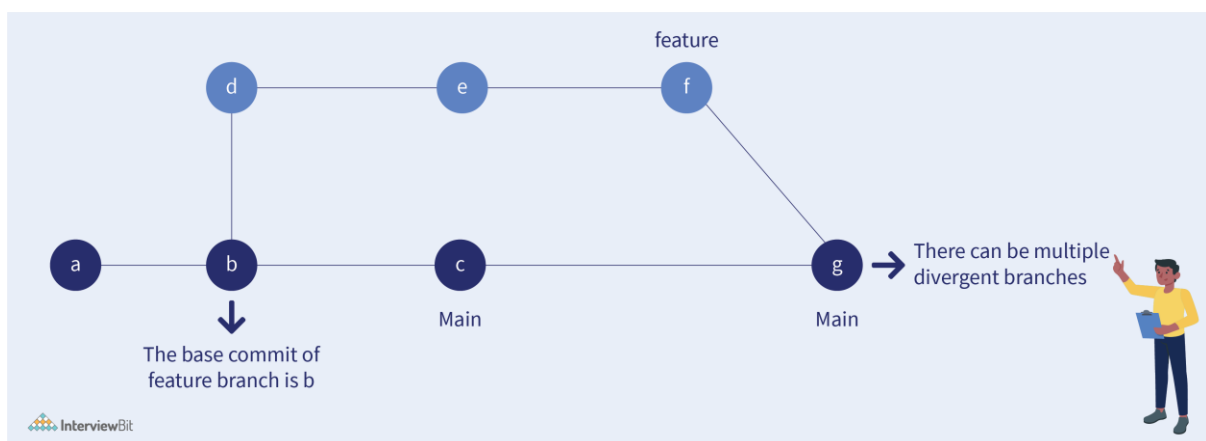 feature
d
e
f
a
b
c
g
There can be multiple
divergent branches
Main
Main
The base commit of
feature branch is b
InterviewBit